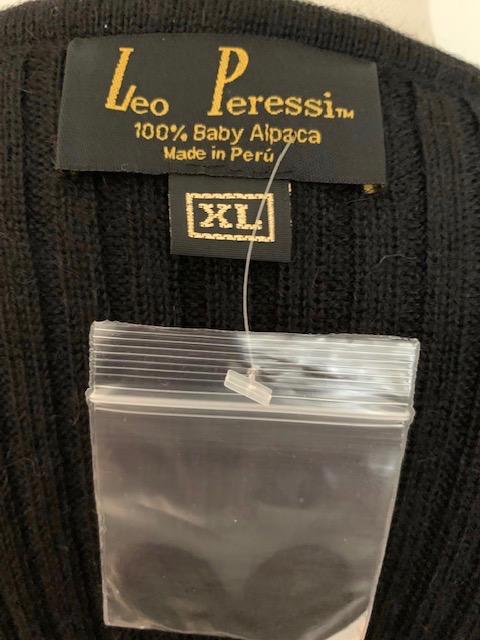 Leo Peressi™
100% Baby Alpaca
Made in Perú
XL